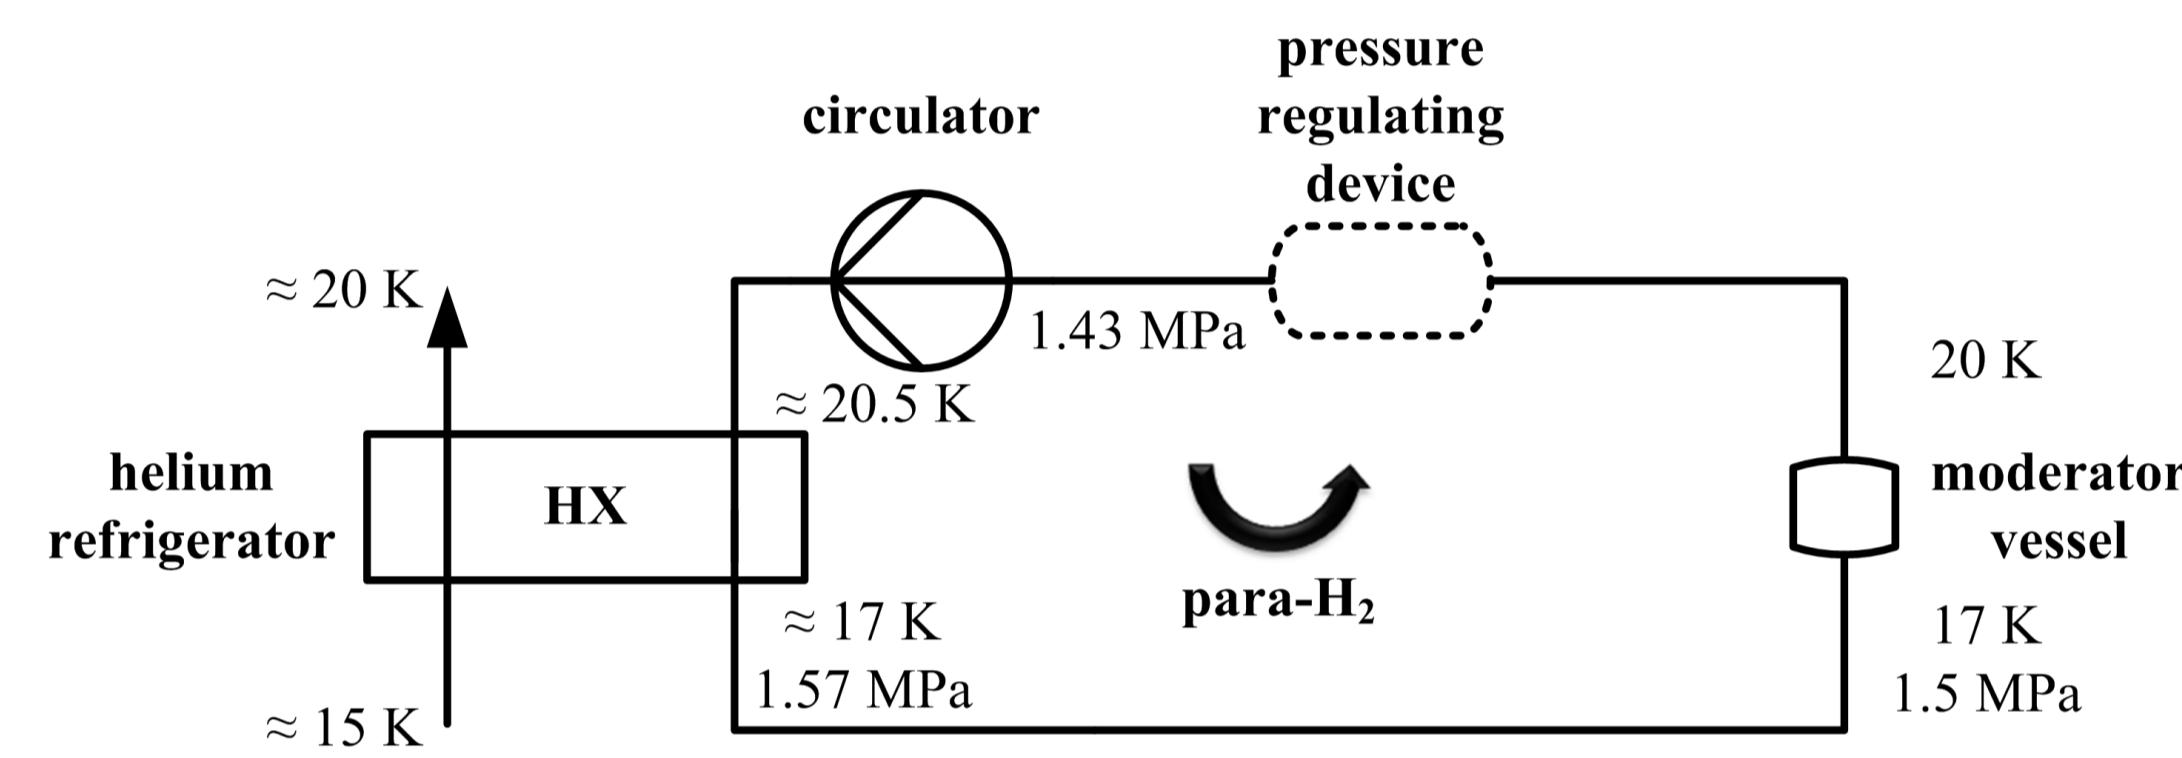 pressure
regulating
device
circulator
≈ 20 K
1.43 MPa
20 K
≈ 20.5 K
helium
refrigerator
HX
moderator
vessel
para-H₂
≈ 17 K
1.57 MPa
17 K
1.5 MPa
≈ 15 K